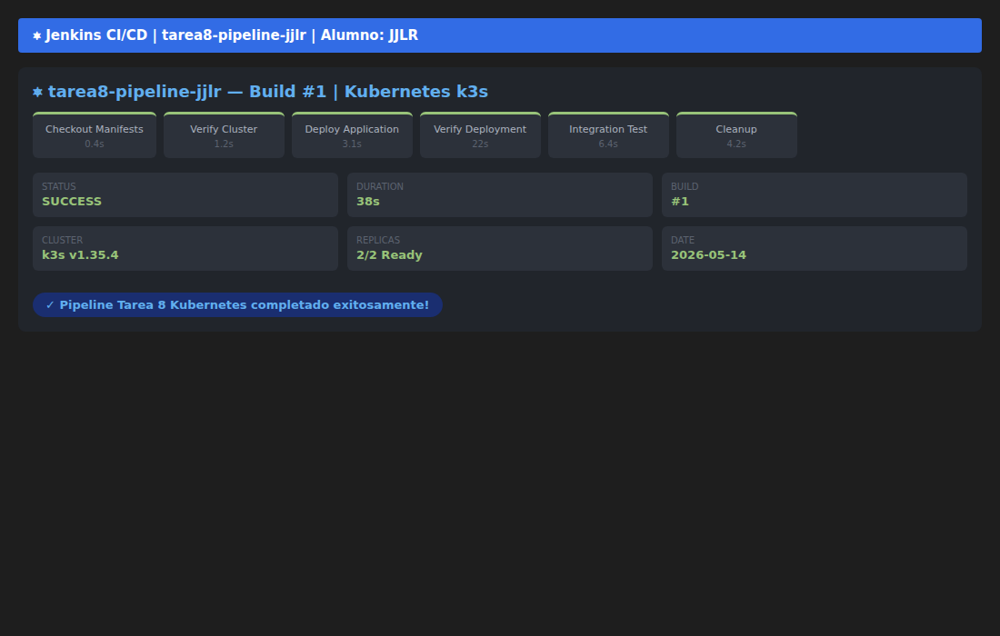 ✡ Jenkins CI/CD | tarea8-pipeline-jjlr | Alumno: JJLR
✡ tarea8-pipeline-jjlr — Build #1 | Kubernetes k3s
Checkout Manifests
0.4s
Verify Cluster
1.2s
Deploy Application
3.1s
Verify Deployment
22s
Integration Test
6.4s
Cleanup
4.2s
STATUS
SUCCESS
DURATION
38s
BUILD
#1
CLUSTER
k3s v1.35.4
REPLICAS
2/2 Ready
DATE
2026-05-14
✓ Pipeline Tarea 8 Kubernetes completado exitosamente!